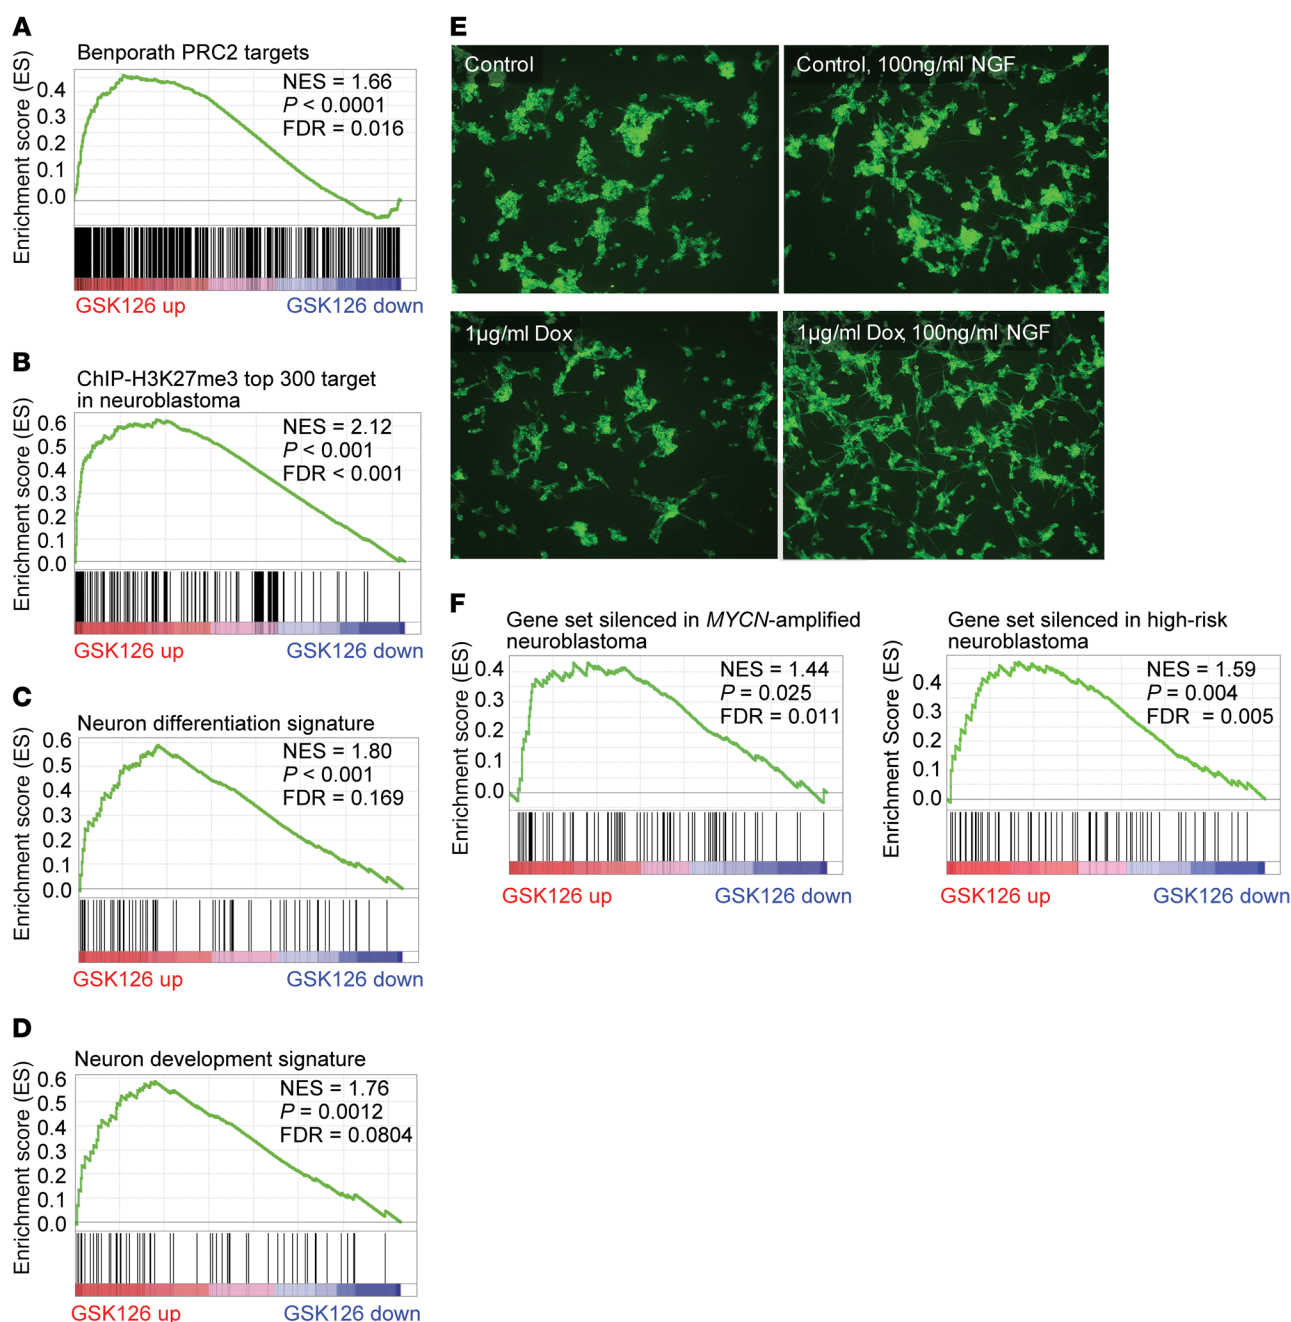 A
Benporath PRC2 targets
Enrichment score (ES)
0.4
0.3
0.2
0.1
0.0
NES = 1.66
P < 0.0001
FDR = 0.016
GSK126 up
GSK126 down
B
ChIP-H3K27me3 top 300 target
in neuroblastoma
Enrichment score (ES)
0.6
0.5
0.4
0.3
0.2
0.1
0.0
NES = 2.12
P < 0.001
FDR < 0.001
GSK126 up
GSK126 down
C
Neuron differentiation signature
Enrichment score (ES)
0.6
0.5
0.4
0.3
0.2
0.1
0.0
NES = 1.80
P < 0.001
FDR = 0.169
GSK126 up
GSK126 down
D
Neuron development signature
Enrichment score (ES)
0.6
0.5
0.4
0.3
0.2
0.1
0.0
NES = 1.76
P = 0.0012
FDR = 0.0804
GSK126 up
GSK126 down
E
Control
Control, 100ng/ml NGF
1µg/ml Dox
1µg/ml Dox, 100ng/ml NGF
F
Gene set silenced in MYCN-amplified
neuroblastoma
Enrichment score (ES)
0.4
0.3
0.2
0.1
0.0
NES = 1.44
P = 0.025
FDR = 0.011
GSK126 up
GSK126 down
Gene set silenced in high-risk
neuroblastoma
Enrichment Score (ES)
0.4
0.3
0.2
0.1
0.0
NES = 1.59
P = 0.004
FDR = 0.005
GSK126 up
GSK126 down